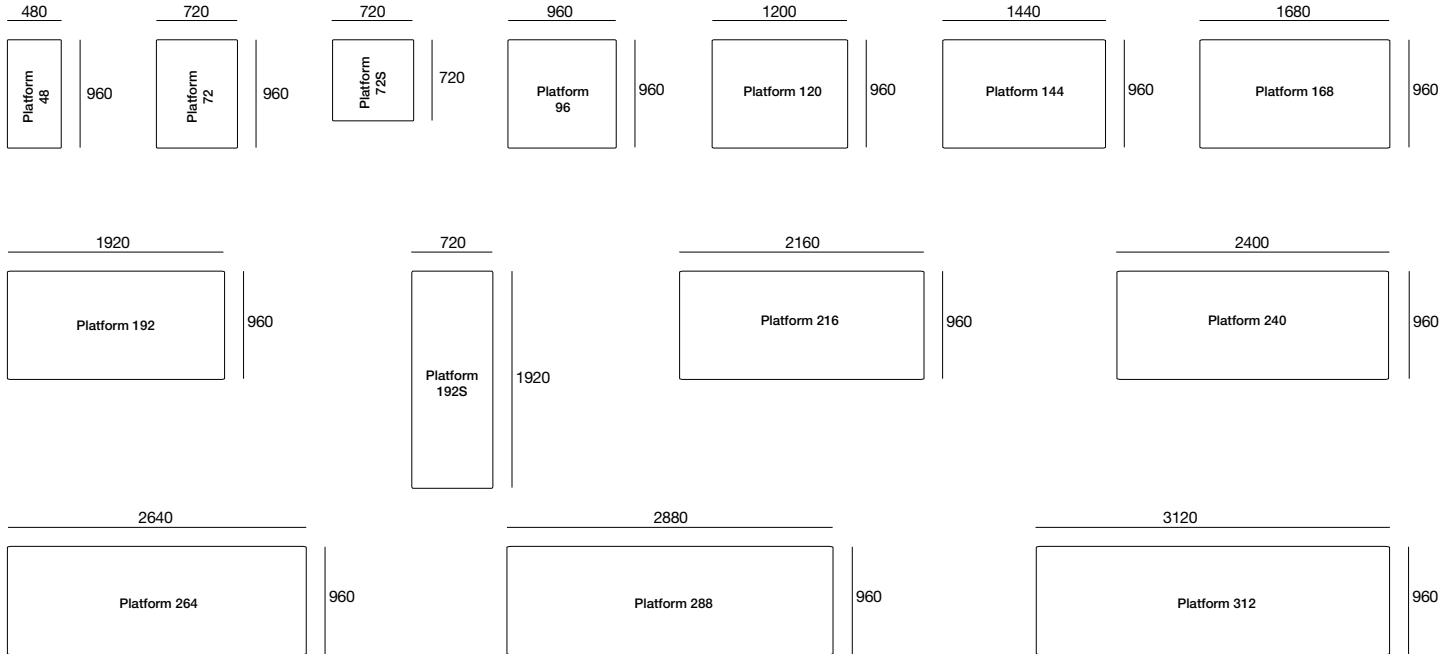 480
720
720
960
1200
1440
1680
Platform
48
960
Platform
72
960
Platform
72S
720
Platform
96
960
Platform 120
960
Platform 144
960
Platform 168
960
1920
720
2160
2400
Platform 192
960
Platform
192S
1920
Platform 216
960
Platform 240
960
2640
2880
3120
Platform 264
960
Platform 288
960
Platform 312
960